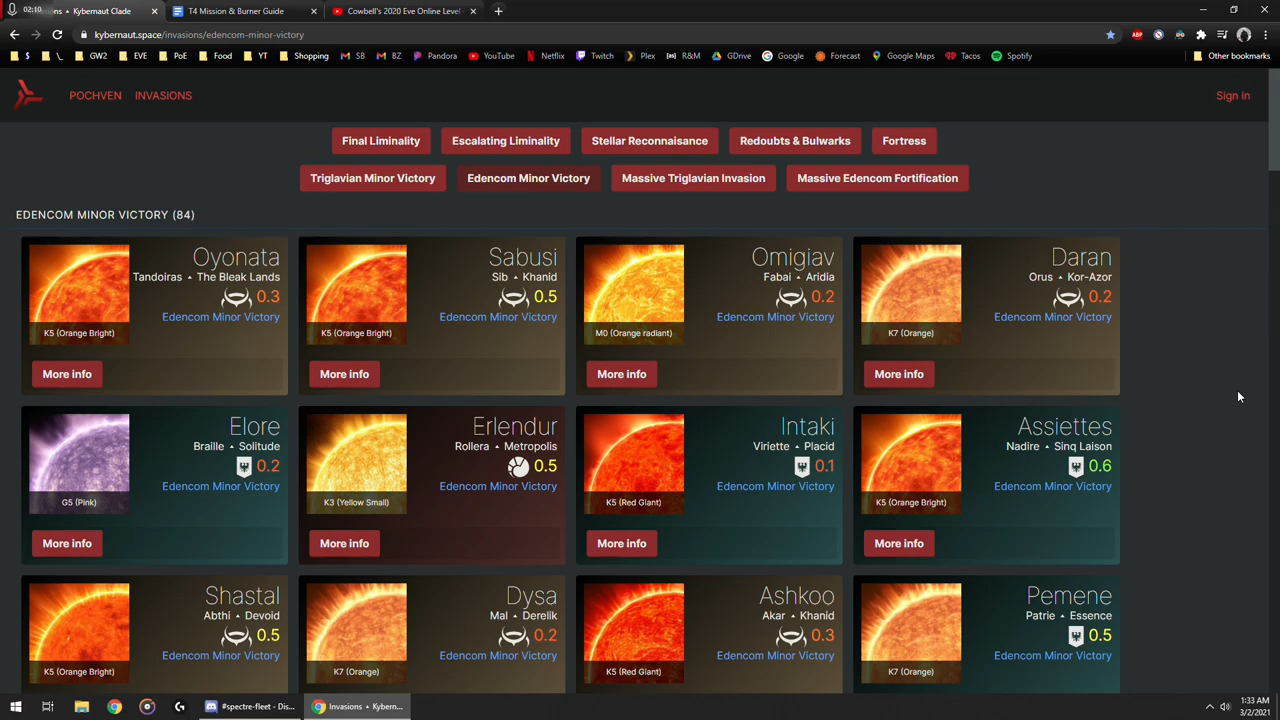 02:10
ons • Kybernaut Clade
T4 Mission & Burner Guide
Cowbell's 2020 Eve Online Level
kybernaut.space/invasions/edencom-minor-victory
$
\_
GW2
EVE
PoE
Food
YT
Shopping
SB
BZ
Pandora
YouTube
Netflix
Twitch
Plex
R&M
GDrive
Google
Forecast
Google Maps
Tacos
Spotify
Other bookmarks
ABP
POCHVEN
INVASIONS
Sign in
Final Liminality
Escalating Liminality
Stellar Reconnaisance
Redoubts & Bulwarks
Fortress
Triglavian Minor Victory
Edencom Minor Victory
Massive Triglavian Invasion
Massive Edencom Fortification
EDENCOM MINOR VICTORY (84)
Oyonata
Tandoiras • The Bleak Lands
0.3
Edencom Minor Victory
K5 (Orange Bright)
More info
Sabusi
Sib • Khanid
0.5
Edencom Minor Victory
K5 (Orange Bright)
More info
Omigiav
Fabai • Aridia
0.2
Edencom Minor Victory
M0 (Orange radiant)
More info
Daran
Orus • Kor-Azor
0.2
Edencom Minor Victory
K7 (Orange)
More info
Elore
Braille • Solitude
0.2
Edencom Minor Victory
G5 (Pink)
More info
Erlendur
Rollera • Metropolis
0.5
Edencom Minor Victory
K3 (Yellow Small)
More info
Intaki
Viriette • Placid
0.1
Edencom Minor Victory
K5 (Red Giant)
More info
Assiettes
Nadire • Sinq Laison
0.6
Edencom Minor Victory
K5 (Orange Bright)
More info
Shastal
Abthi • Devoid
0.5
Edencom Minor Victory
K5 (Orange Bright)
Dysa
Mal • Derelik
0.2
Edencom Minor Victory
K7 (Orange)
Ashkoo
Akar • Khanid
0.3
Edencom Minor Victory
K5 (Red Giant)
Pemene
Patrie • Essence
0.5
Edencom Minor Victory
K7 (Orange)
#spectre-fleet - Dis...
Invasions • Kybern...
1:33 AM
3/2/2021